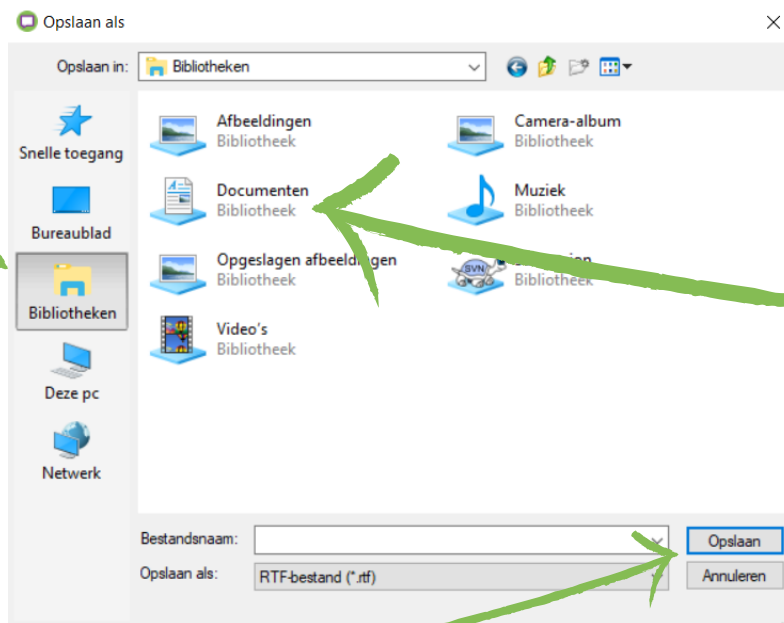 Opslaan als
Opslaan in:
Bibliotheken
Snelle toegang
Bureaublad
Bibliotheken
Deze pc
Netwerk
Afbeeldingen
Bibliotheek
Camera-album
Bibliotheek
Documenten
Bibliotheek
Muziek
Bibliotheek
Opgeslagen afbeeldingen
Bibliotheek
SVN
Bibliotheek
Video's
Bibliotheek
Bestandsnaam:
Opslaan
Opslaan als:
RTF-bestand (*.rtf)
Annuleren